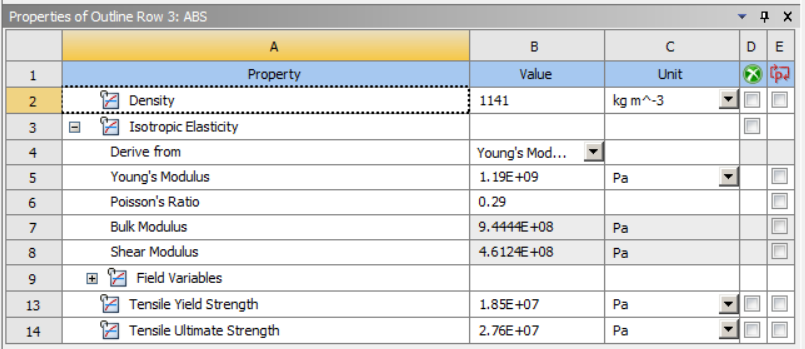 Properties of Outline Row 3: ABS
A B C D E
1 Property Value Unit
2 Density 1141 kg m^-3
3 Isotropic Elasticity
4 Derive from Young's Mod...
5 Young's Modulus 1.19E+09 Pa
6 Poisson's Ratio 0.29
7 Bulk Modulus 9.4444E+08 Pa
8 Shear Modulus 4.6124E+08 Pa
9 Field Variables
13 Tensile Yield Strength 1.85E+07 Pa
14 Tensile Ultimate Strength 2.76E+07 Pa